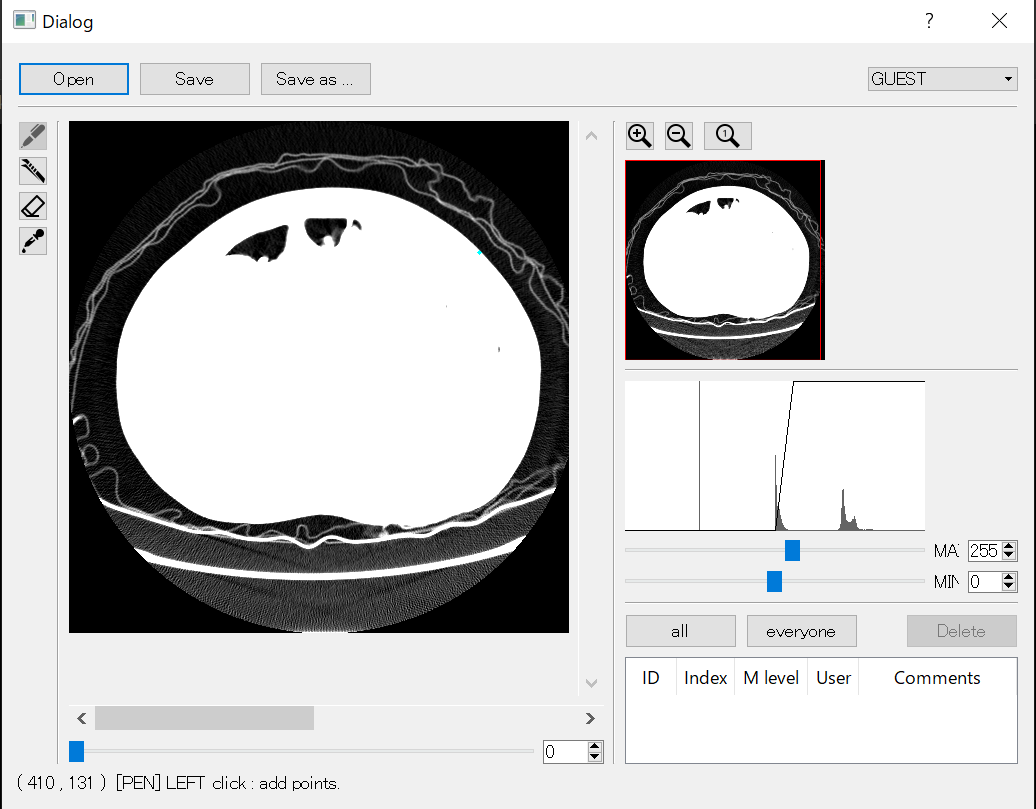 Dialog
?
Open Save Save as ... GUEST
1
MA 255
MIN 0
all everyone Delete
ID Index M level User Comments
0
( 410 , 131 ) [PEN] LEFT click : add points.